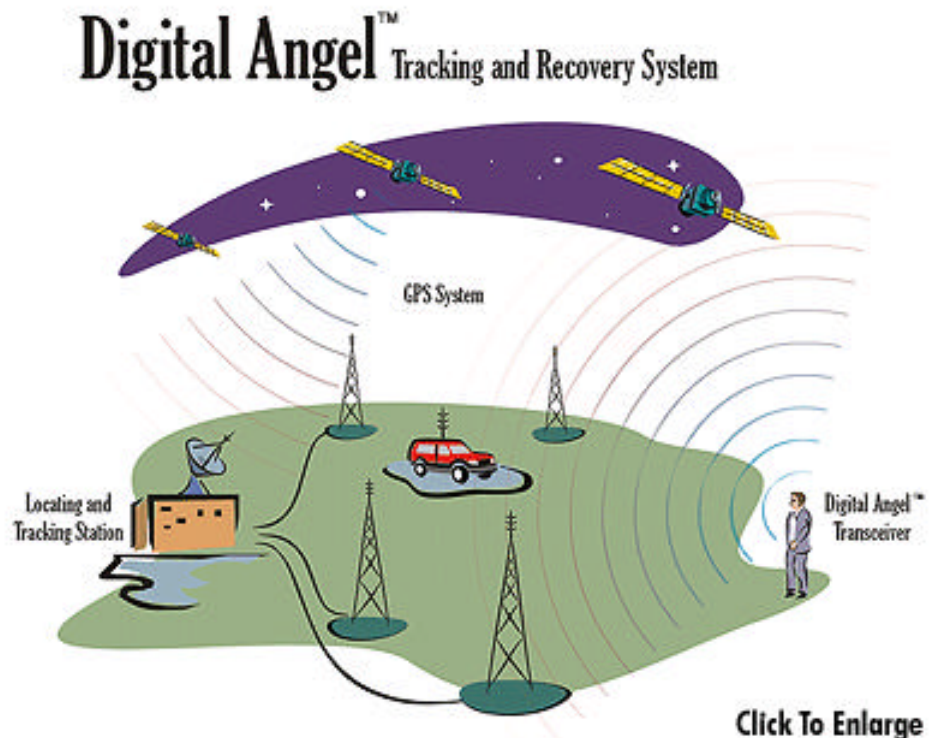 Digital Angel™ Tracking and Recovery System
GPS System
Locating and
Tracking Station
Digital Angel™
Transceiver
Click To Enlarge